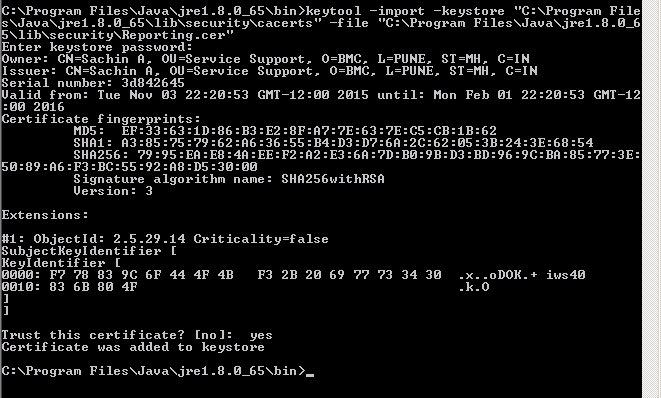 C:\Program Files\Java\jre1.8.0_65\bin>keytool -import -keystore "C:\Program File
s\Java\jre1.8.0_65\lib\security\cacerts" -file "C:\Program Files\Java\jre1.8.0_6
5\lib\security\Reporting.cer"
Enter keystore password:
Owner: CN=Sachin A, OU=Service Support, O=BMC, L=PUNE, ST=MH, C=IN
Issuer: CN=Sachin A, OU=Service Support, O=BMC, L=PUNE, ST=MH, C=IN
Serial number: 3d842645
Valid from: Tue Nov 03 22:20:53 GMT-12:00 2015 until: Mon Feb 01 22:20:53 GMT-12
:00 2016
Certificate fingerprints:
MD5:  EF:33:63:1D:86:B3:E2:8F:A7:7E:63:7E:C5:CB:1B:62
SHA1: A3:85:75:79:62:A6:36:55:B4:D3:D7:6A:2C:62:05:3B:24:3E:68:54
SHA256: 79:95:EA:E8:4A:EE:F2:A2:E3:6A:7D:B0:9B:D3:BD:96:9C:BA:85:77:3E:
50:89:A6:F3:BC:55:92:A8:D5:30:00
Signature algorithm name: SHA256withRSA
Version: 3
Extensions:
#1: ObjectId: 2.5.29.14 Criticality=false
SubjectKeyIdentifier [
KeyIdentifier [
0000: F7 78 83 9C 6F 44 4F 4B   F3 2B 20 69 77 73 34 30  .x..oDOK.+ iws40
0010: 83 6B 80 4F                                        .k.O
]
]
Trust this certificate? [no]:  yes
Certificate was added to keystore
C:\Program Files\Java\jre1.8.0_65\bin>_